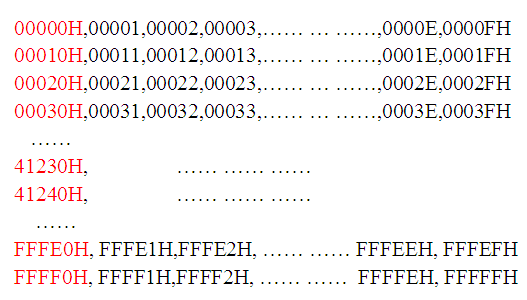 00000H,00001,00002,00003,…… … ……,0000E,0000FH
00010H,00011,00012,00013,…… … ……,0001E,0001FH
00020H,00021,00022,00023,…… … ……,0002E,0002FH
00030H,00031,00032,00033,…… … ……,0003E,0003FH
……
41230H, …… …… ……
41240H, …… …… ……
……
FFFE0H, FFFE1H,FFFE2H, …… …… FFFEEH, FFFEFH
FFFF0H, FFFF1H,FFFF2H, …… …… FFFFEH, FFFFFH